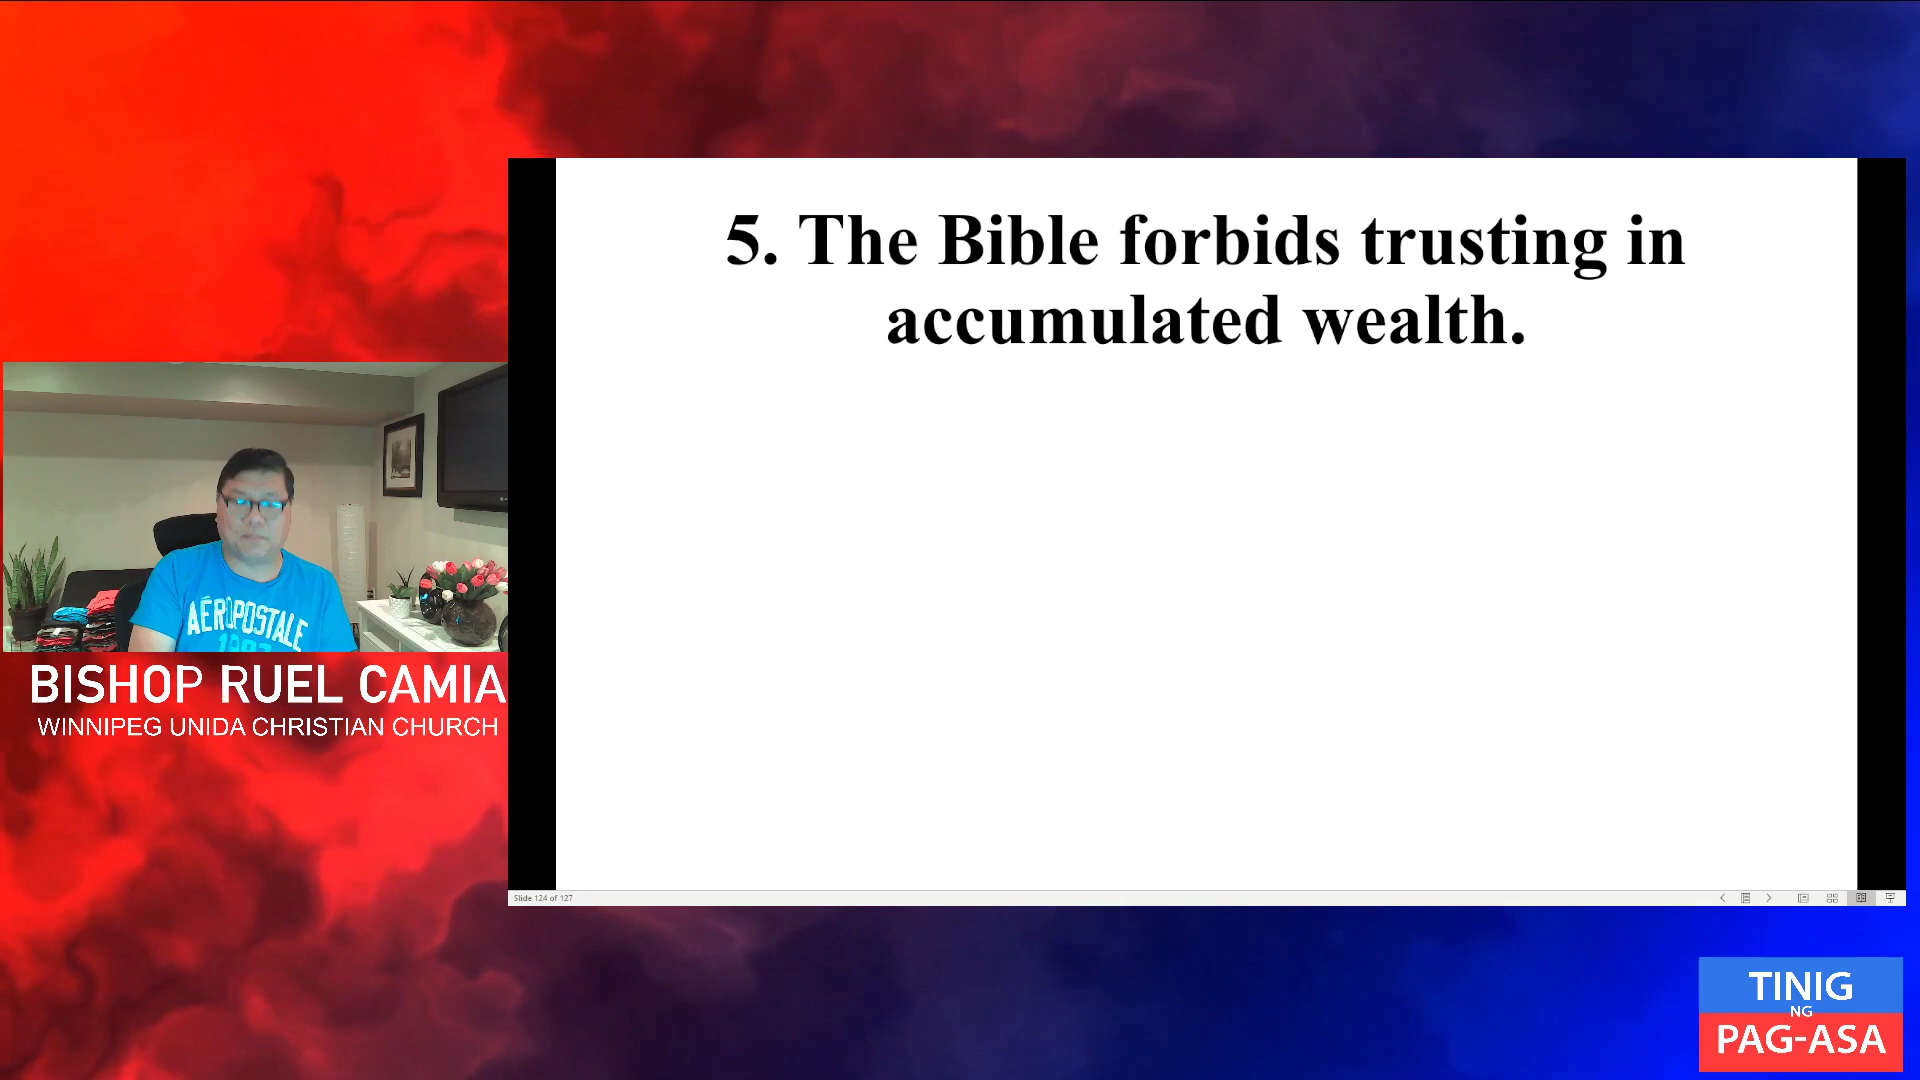 5. The Bible forbids trusting in
accumulated wealth.
AÉROPOSTALE
BISHOP RUEL CAMIA
WINNIPEG UNIDA CHRISTIAN CHURCH
Slide 124 of 127
TINIG
NG
PAG-ASA